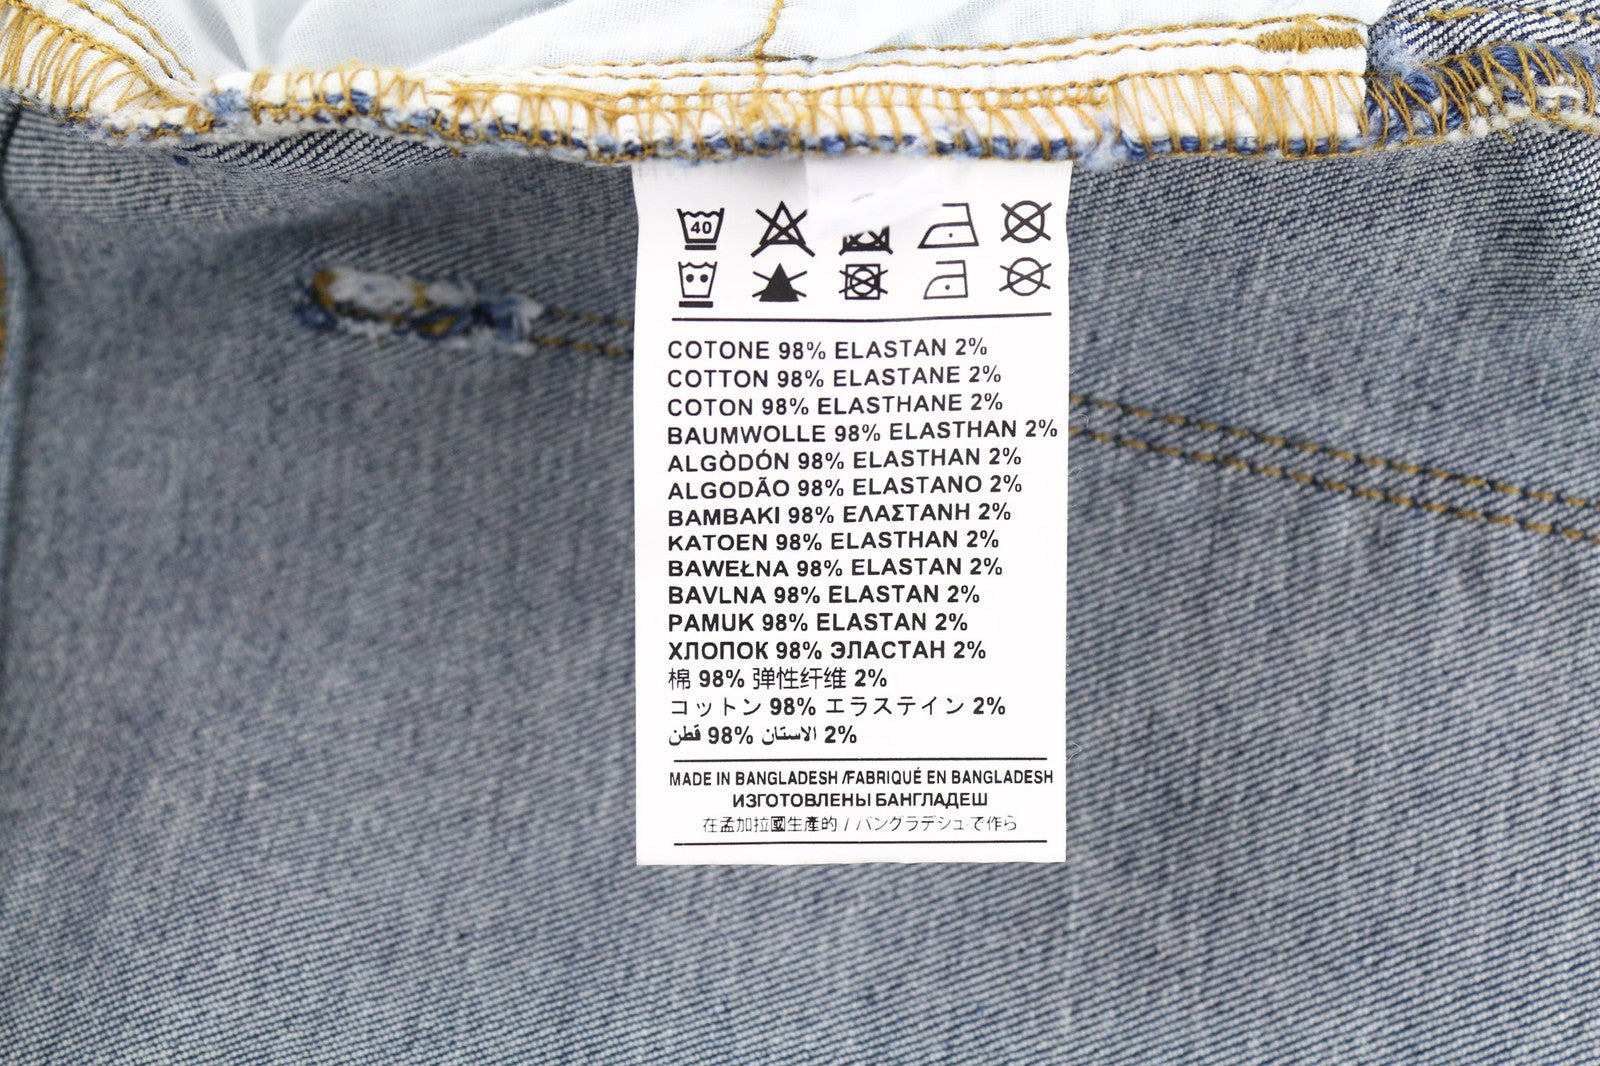 40
COTONE 98% ELASTAN 2%
COTTON 98% ELASTANE 2%
COTON 98% ELASTHANE 2%
BAUMWOLLE 98% ELASTHAN 2%
ALGÒDÓN 98% ELASTHAN 2%
ALGODÃO 98% ELASTANO 2%
BAMBAKI 98% ΕΛΑΣΤΑΝΗ 2%
KATOEN 98% ELASTHAN 2%
BAWEŁNA 98% ELASTAN 2%
BAVLNA 98% ELASTAN 2%
PAMUK 98% ELASTAN 2%
ХЛОПОК 98% ЭЛАСТАН 2%
棉 98% 弹性纤维 2%
コットン 98% エラステイン 2%
قطن 98% الاستان 2%
MADE IN BANGLADESH /FABRIQUÉ EN BANGLADESH
ИЗГОТОВЛЕНЫ БАНГЛАДЕШ
在孟加拉國生產的 / バングラデシュで作ら